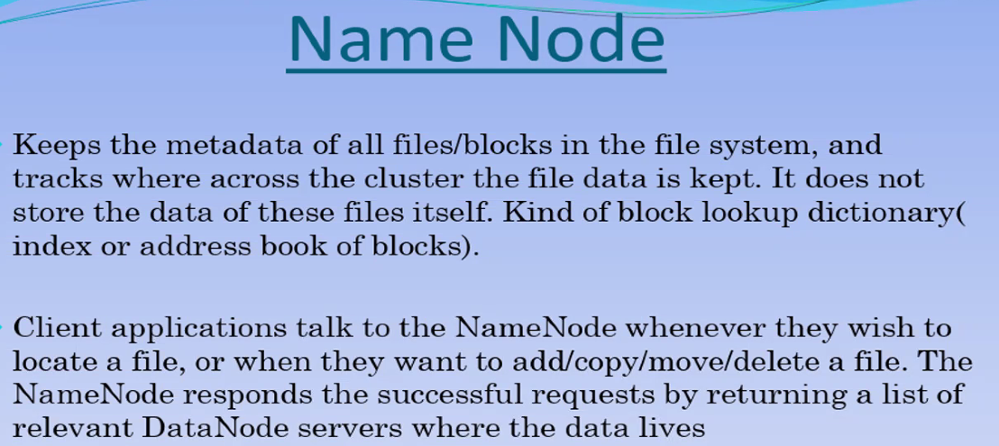 Name Node
Keeps the metadata of all files/blocks in the file system, and
tracks where across the cluster the file data is kept. It does not
store the data of these files itself. Kind of block lookup dictionary(
index or address book of blocks).
Client applications talk to the NameNode whenever they wish to
locate a file, or when they want to add/copy/move/delete a file. The
NameNode responds the successful requests by returning a list of
relevant DataNode servers where the data lives